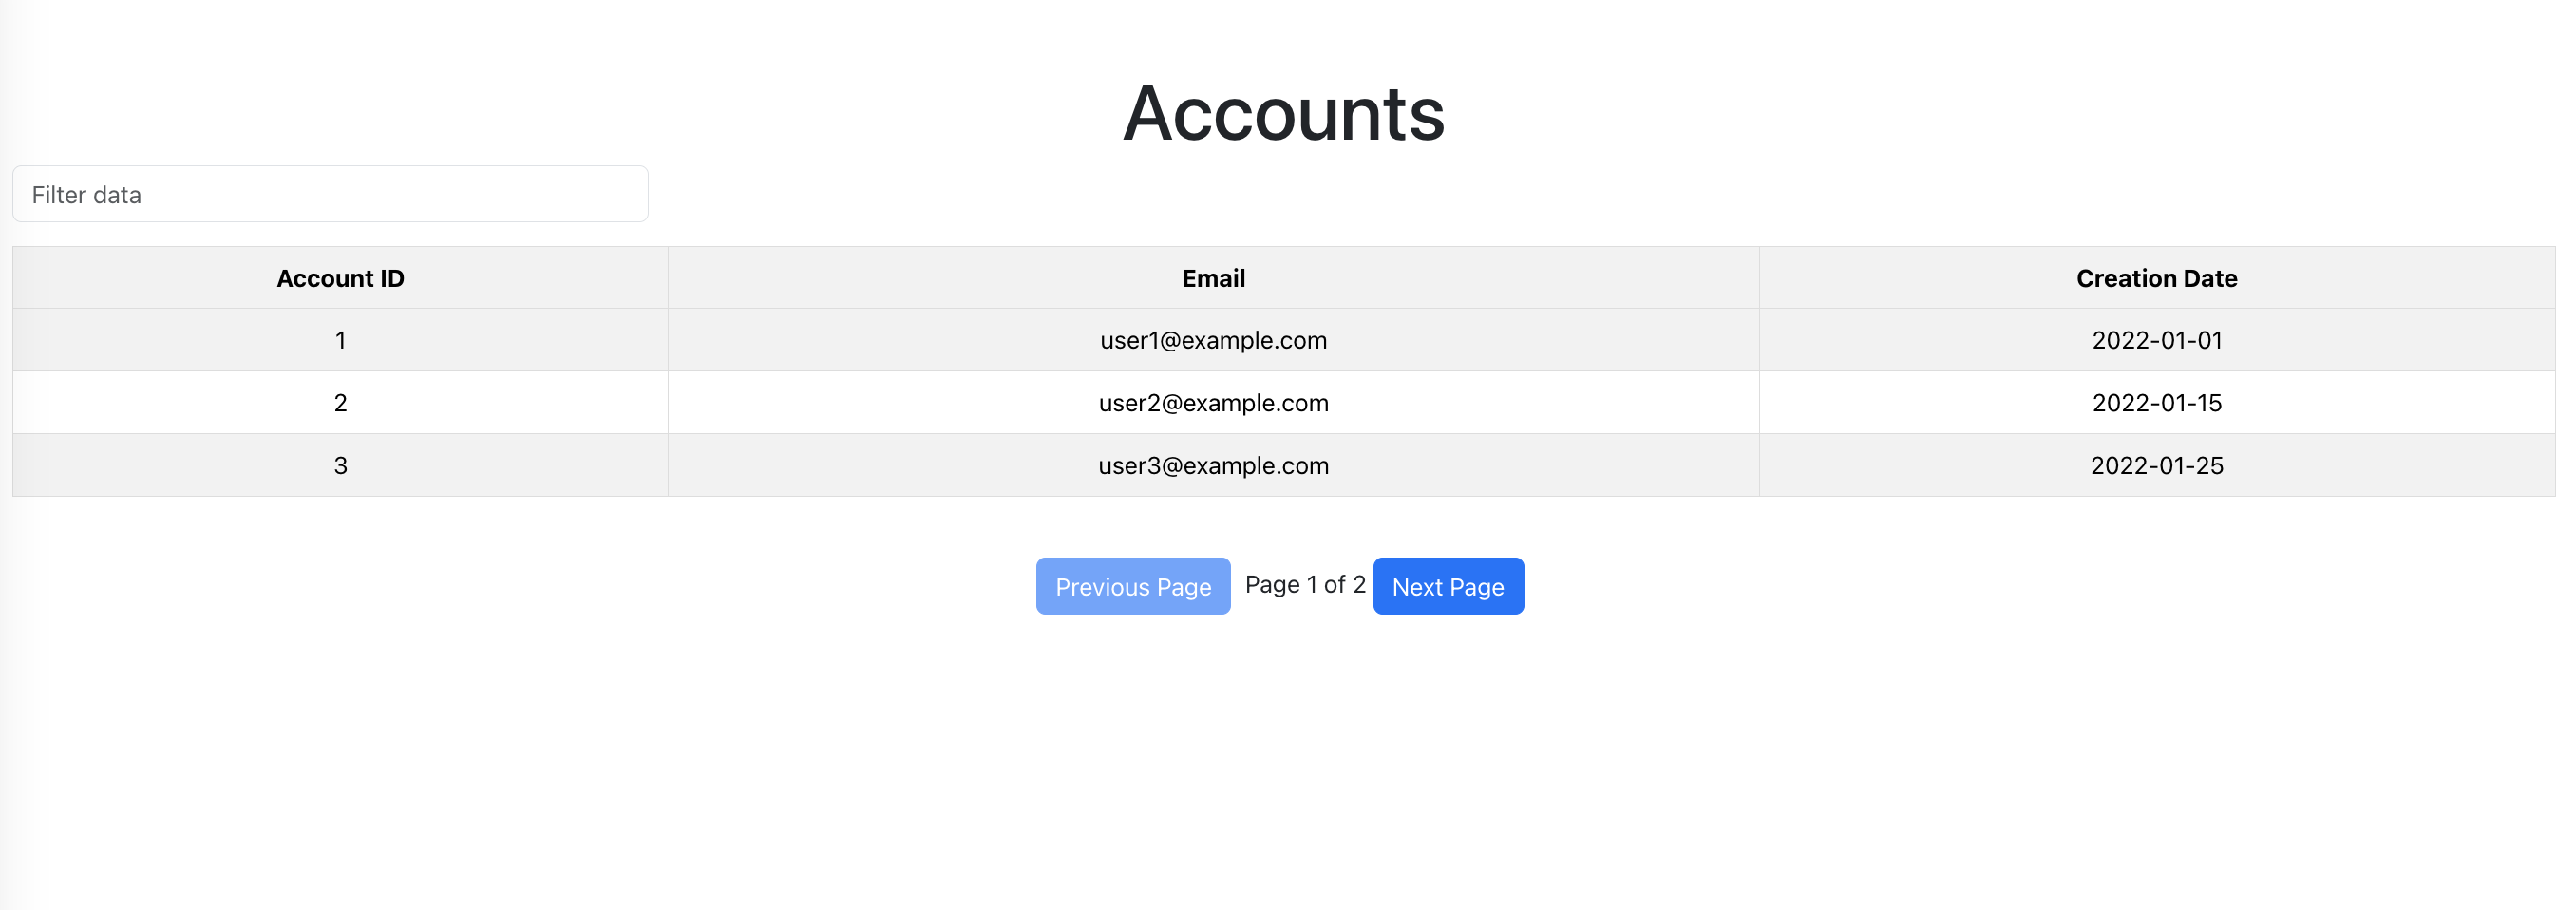 Accounts
Filter data
Account ID Email Creation Date
1 user1@example.com 2022-01-01
2 user2@example.com 2022-01-15
3 user3@example.com 2022-01-25
Previous Page Page 1 of 2 Next Page